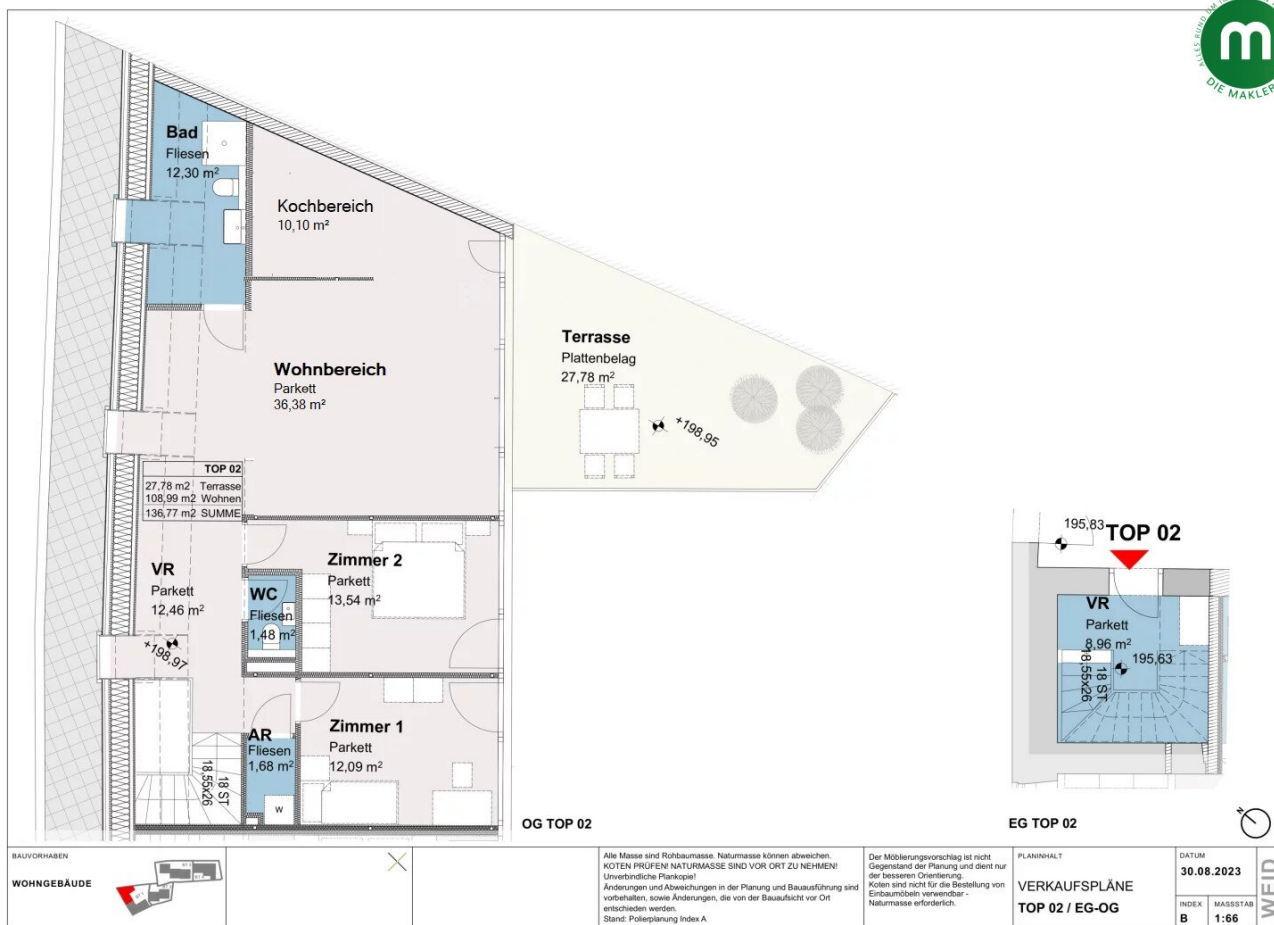 m
DIE MAKLER
Bad
Fliesen
12,30 m²
Kochbereich
10,10 m²
Wohnbereich
Parkett
36,38 m²
Terrasse
Plattenbelag
27,78 m²
+198,95
TOP 02
27,78 m2 Terrasse
108,99 m2 Wohnen
136,77 m2 SUMME
VR
Parkett
12,46 m²
+198,97
WC
Fliesen
1,48 m²
Zimmer 2
Parkett
13,54 m²
AR
Fliesen
1,68 m²
W
Zimmer 1
Parkett
12,09 m²
18 ST
18,55x26
OG TOP 02
195,83
TOP 02
VR
Parkett
8,96 m²
195,63
18 ST
18,55x26
EG TOP 02
N
BAUVORHABEN
WOHNGEBÄUDE
Alle Masse sind Rohbaumasse. Naturmasse können abweichen.
KOTEN PRÜFEN! NATURMASSE SIND VOR ORT ZU NEHMEN!
Unverbindliche Plankopie!
Änderungen und Abweichungen in der Planung und Bauausführung sind
vorbehalten, sowie Änderungen, die von der Bauaufsicht vor Ort
entschieden werden.
Stand: Polierplanung Index A
Der Möblierungsvorschlag ist nicht
Gegenstand der Planung und dient nur
der besseren Orientierung.
Koten sind nicht für die Bestellung von
Einbaumöbeln verwendbar -
Naturmasse erforderlich.
PLANINHALT
VERKAUFSPLÄNE
TOP 02 / EG-OG
DATUM
30.08.2023
INDEX
B
MASSSTAB
1:66
WEID